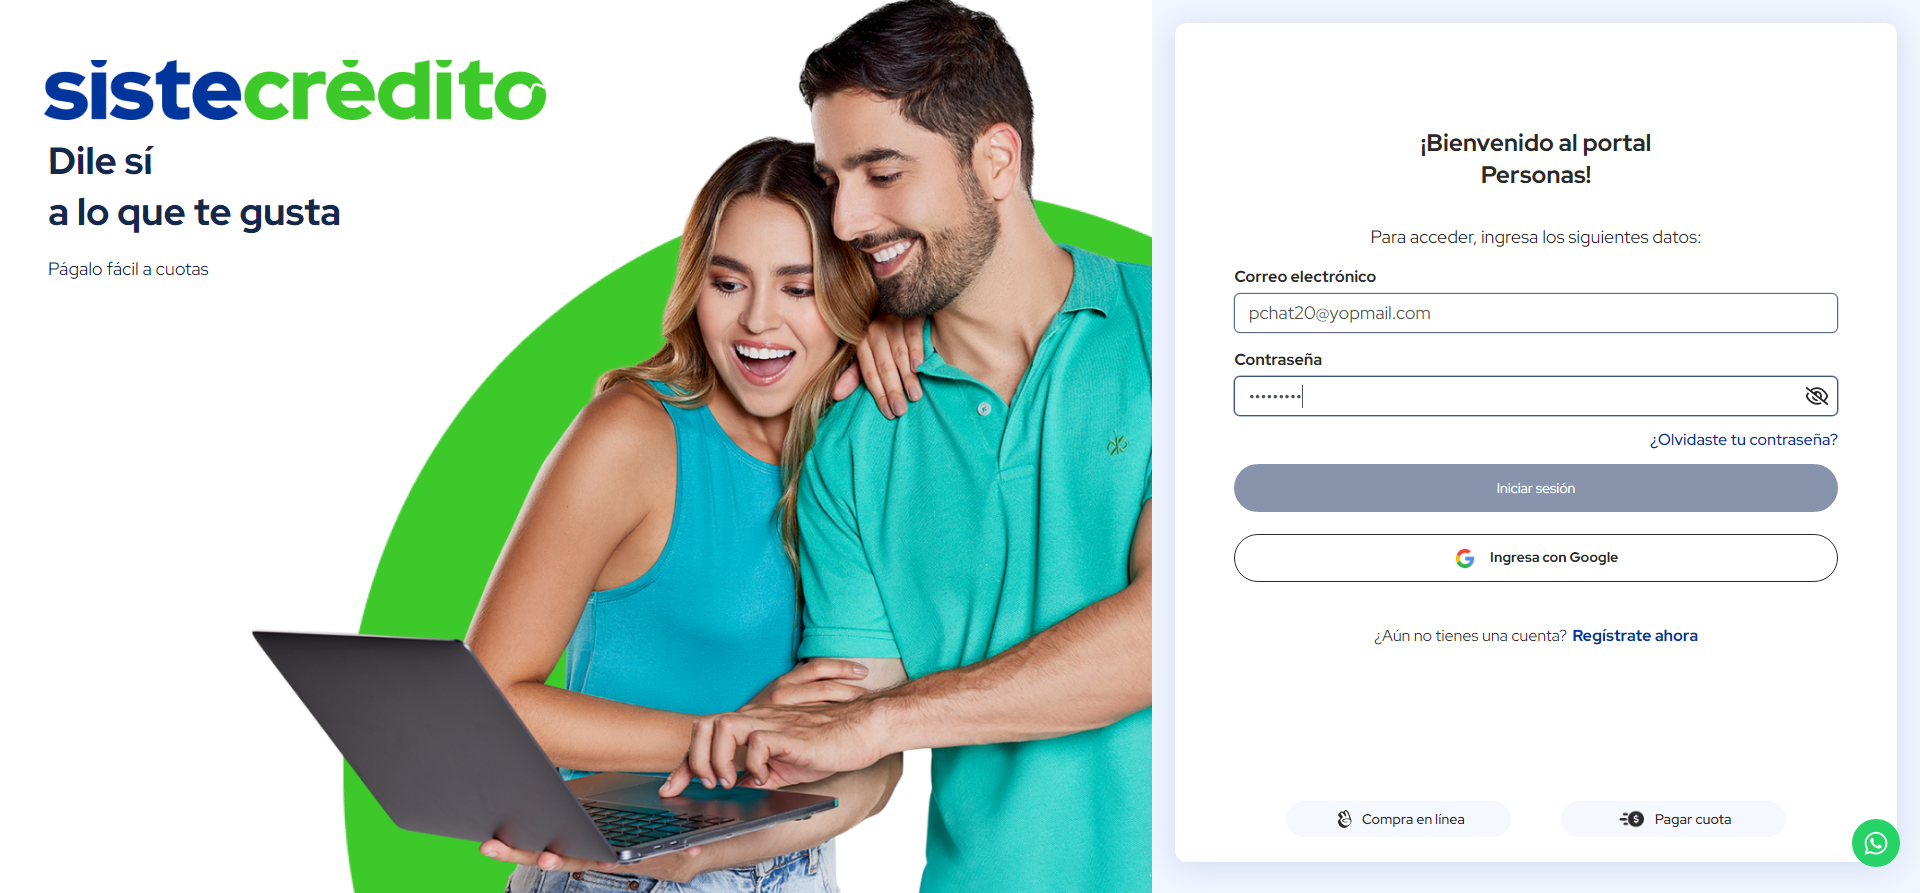 sistecrédito
Dile sí
a lo que te gusta
Págalo fácil a cuotas
¡Bienvenido al portal
Personas!
Para acceder, ingresa los siguientes datos:
Correo electrónico
pchat20@yopmail.com
Contraseña
•••••••••
¿Olvidaste tu contraseña?
Iniciar sesión
Ingresa con Google
¿Aún no tienes una cuenta? Regístrate ahora
Compra en línea
Pagar cuota